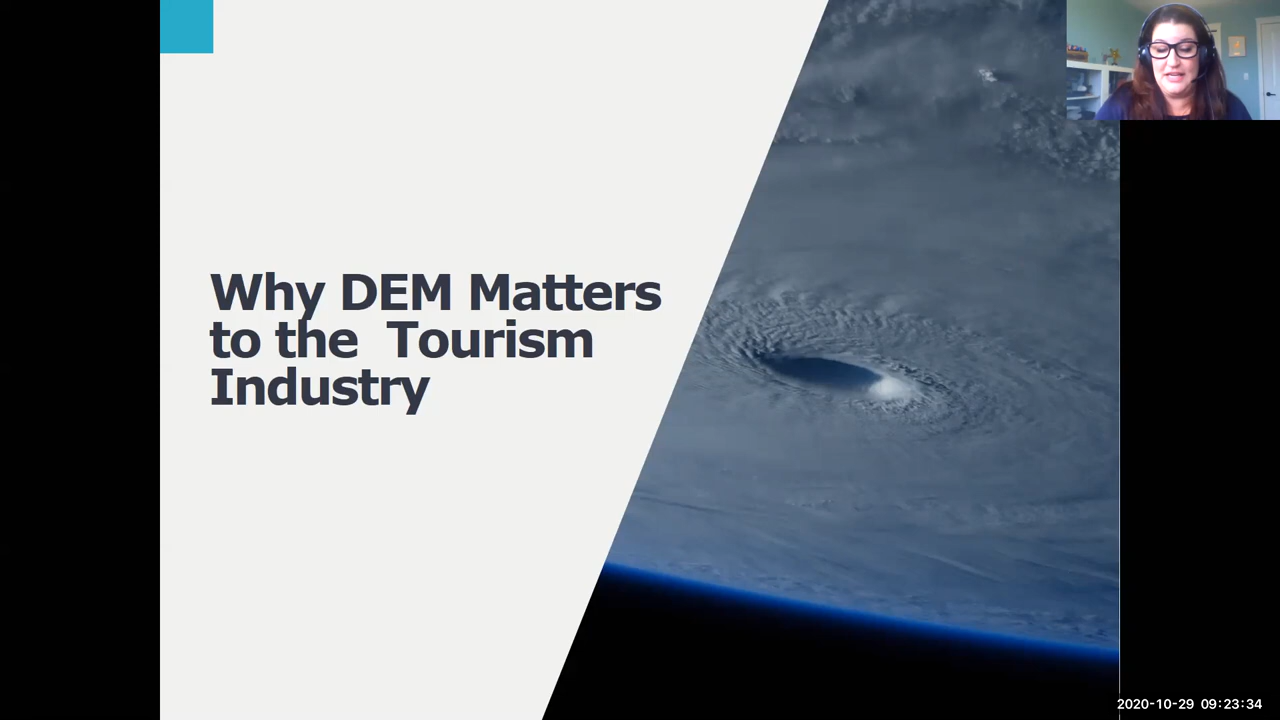 Why DEM Matters
to the  Tourism
Industry
2020-10-29 09:23:34